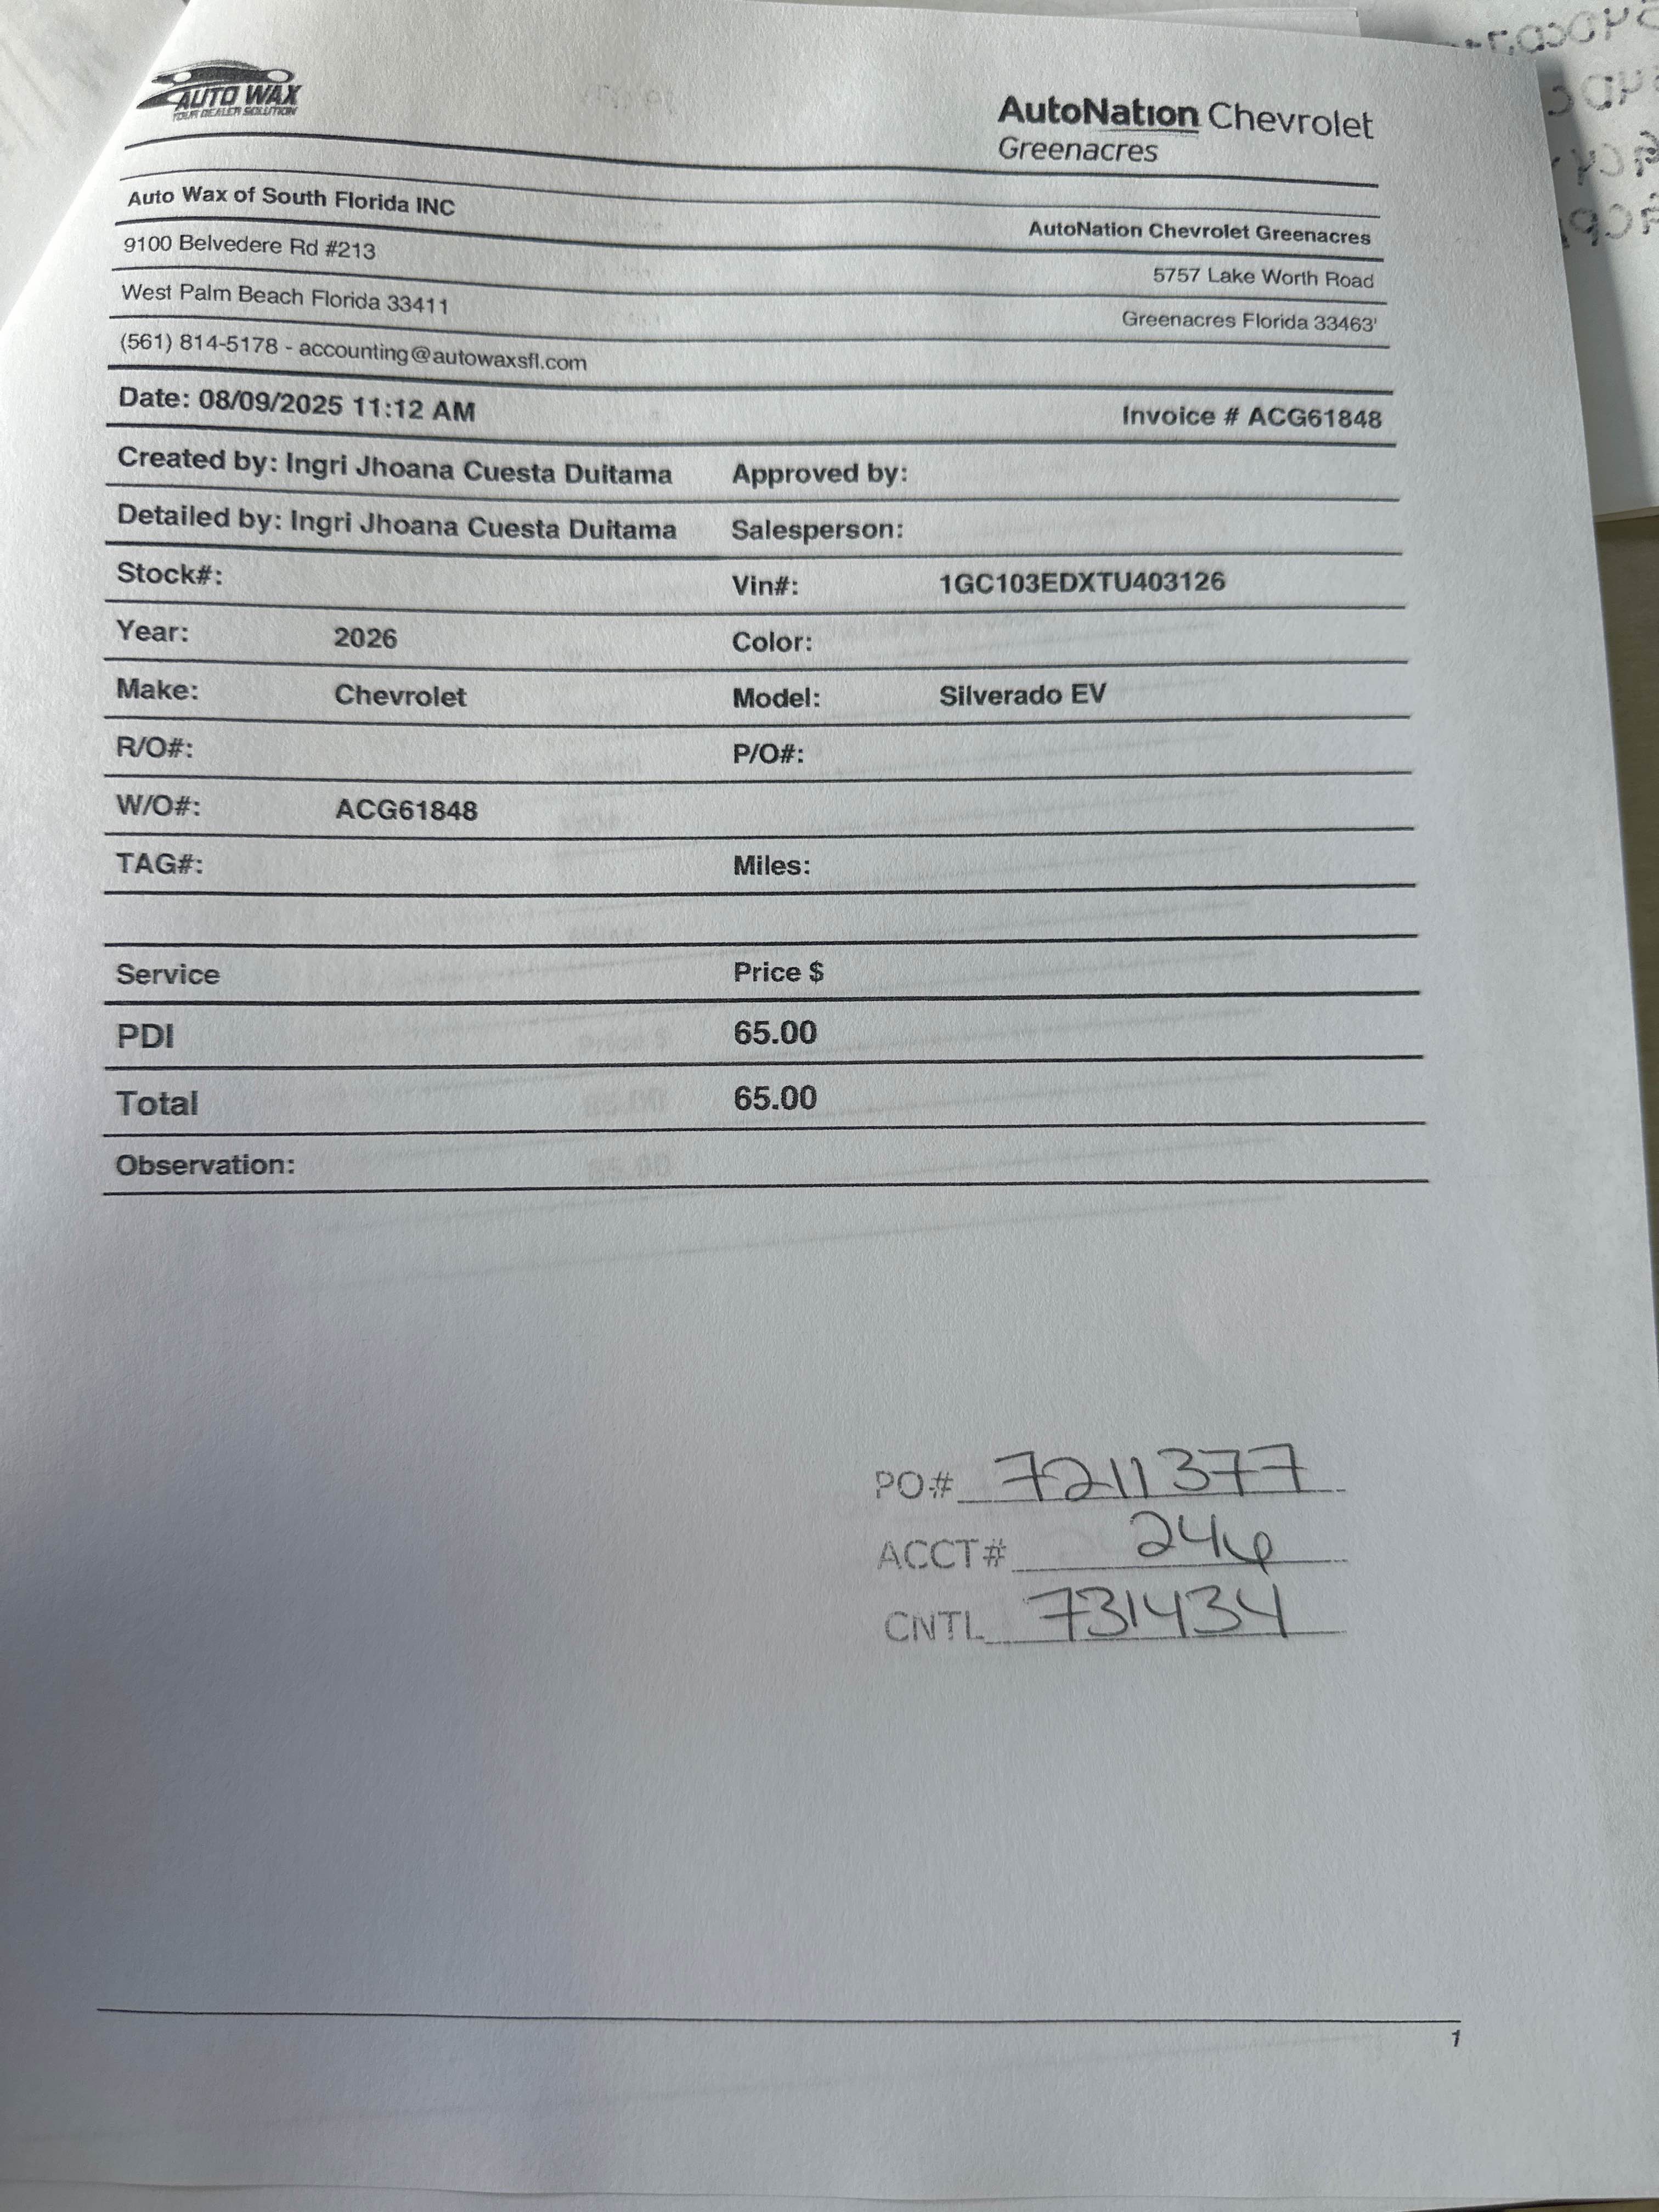 AUTO WAX
YOUR DEALER SOLUTION
AutoNation Chevrolet
Greenacres
Auto Wax of South Florida INC
AutoNation Chevrolet Greenacres
9100 Belvedere Rd #213
5757 Lake Worth Road
West Palm Beach Florida 33411
Greenacres Florida 33463'
(561) 814-5178 - accounting@autowaxsfl.com
Date: 08/09/2025 11:12 AM Invoice # ACG61848
Created by: Ingri Jhoana Cuesta Duitama Approved by:
Detailed by: Ingri Jhoana Cuesta Duitama Salesperson:
Stock#: Vin#: 1GC103EDXTU403126
Year: 2026 Color:
Make: Chevrolet Model: Silverado EV
R/O#: P/O#:
W/O#: ACG61848
TAG#: Miles:
Service Price $
PDI 65.00
Total 65.00
Observation:
PO# 7211377
ACCT# 246
CNTL 731434
1